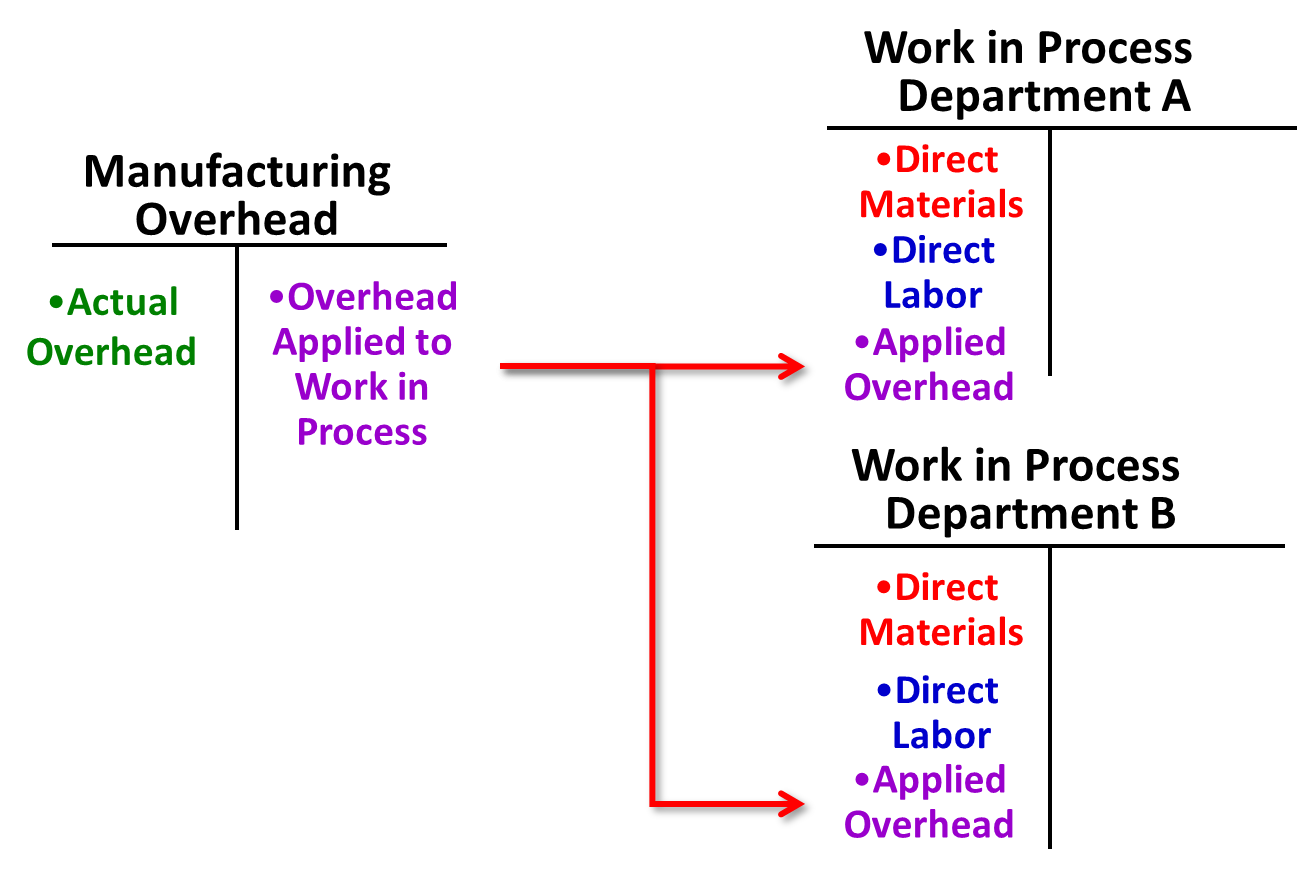 Manufacturing
Overhead
•Actual
Overhead
•Overhead
Applied to
Work in
Process
Work in Process
Department A
•Direct
Materials
•Direct
Labor
•Applied
Overhead
Work in Process
Department B
•Direct
Materials
•Direct
Labor
•Applied
Overhead